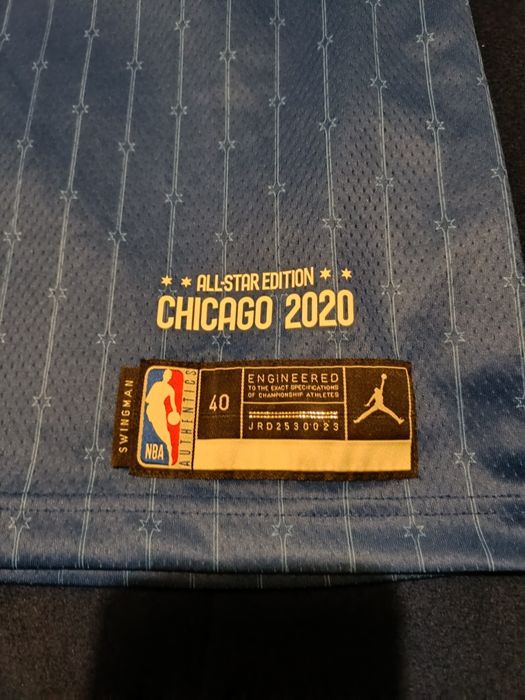 ALL-STAR EDITION
CHICAGO 2020
SWINGMAN
NBA
AUTHENTICS
40
ENGINEERED
TO THE EXACT SPECIFICATIONS
OF CHAMPIONSHIP ATHLETES
JRD2530023